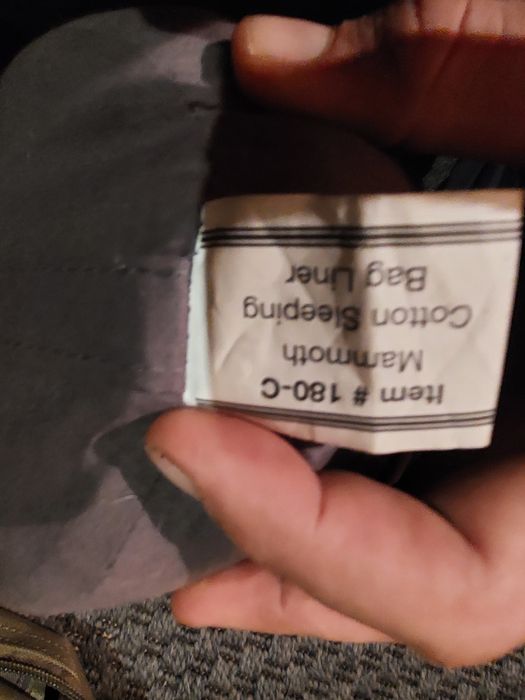 Item # 180-C
Mammoth
Cotton Sleeping
Bag Liner